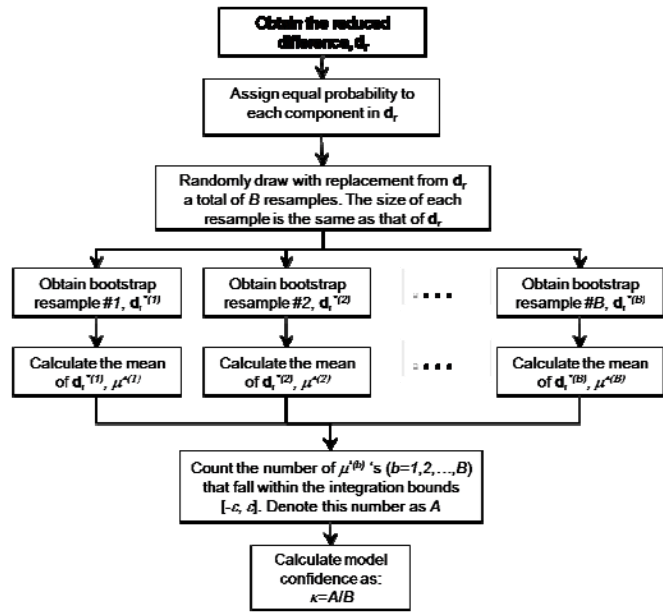 Obtain the reduced
difference, dᵣ
Assign equal probability to
each component in dᵣ
Randomly draw with replacement from dᵣ
a total of B resamples. The size of each
resample is the same as that of dᵣ
Obtain bootstrap
resample #1, dᵣ*⁽¹⁾
Obtain bootstrap
resample #2, dᵣ*⁽²⁾
....
Obtain bootstrap
resample #B, dᵣ*⁽ᴮ⁾
Calculate the mean
of dᵣ*⁽¹⁾, μ*⁽¹⁾
Calculate the mean
of dᵣ*⁽²⁾, μ*⁽²⁾
....
Calculate the mean
of dᵣ*⁽ᴮ⁾, μ*⁽ᴮ⁾
Count the number of μ*⁽ᵇ⁾ 's (b=1,2,...,B)
that fall within the integration bounds
[-ε, ε]. Denote this number as A
Calculate model
confidence as:
κ=A/B